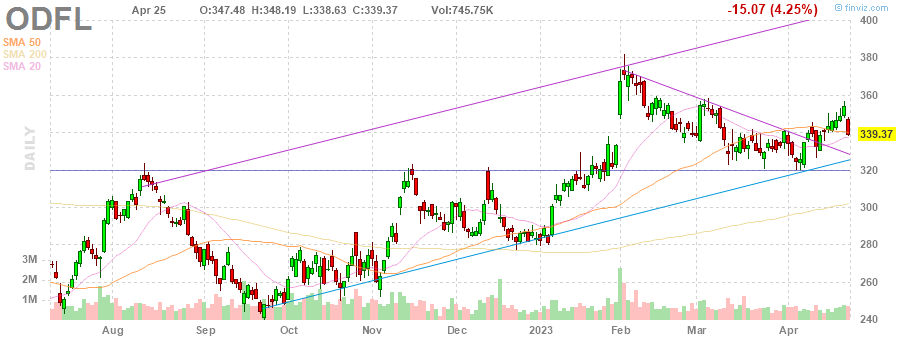 ODFL Apr 25 O:347.48 H:348.19 L:338.63 C:339.37 Vol:745.75K -15.07 (4.25%) finviz.com
SMA 50
SMA 200
SMA 20
DAILY
400
380
360
339.37
320
300
280
260
240
3M
2M
1M
Aug Sep Oct Nov Dec 2023 Feb Mar Apr